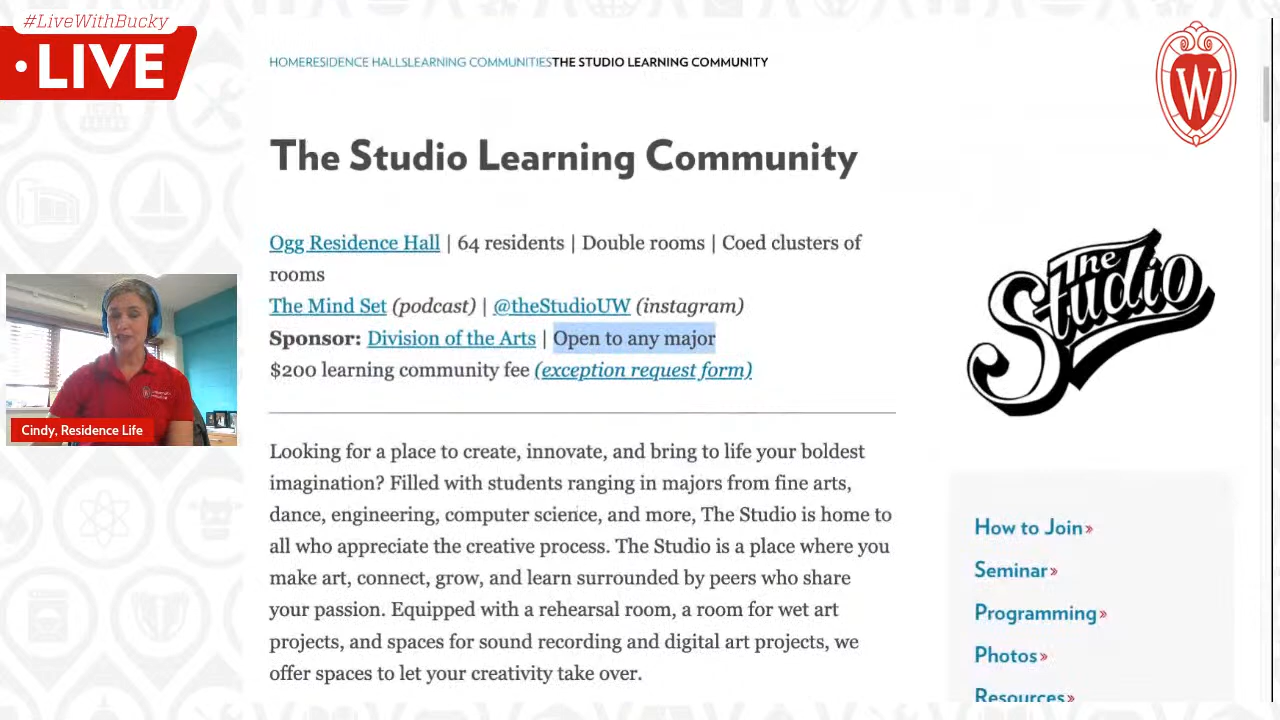 #LiveWithBucky
• LIVE
HOMERESIDENCE HALLSLEARNING COMMUNITIESTHE STUDIO LEARNING COMMUNITY
W
The Studio Learning Community
Ogg Residence Hall | 64 residents | Double rooms | Coed clusters of
rooms
The Mind Set (podcast) | @theStudioUW (instagram)
Sponsor: Division of the Arts | Open to any major
$200 learning community fee (exception request form)
The
Studio
Cindy, Residence Life
Looking for a place to create, innovate, and bring to life your boldest
imagination? Filled with students ranging in majors from fine arts,
dance, engineering, computer science, and more, The Studio is home to
all who appreciate the creative process. The Studio is a place where you
make art, connect, grow, and learn surrounded by peers who share
your passion. Equipped with a rehearsal room, a room for wet art
projects, and spaces for sound recording and digital art projects, we
offer spaces to let your creativity take over.
How to Join»
Seminar»
Programming»
Photos»
Resources»